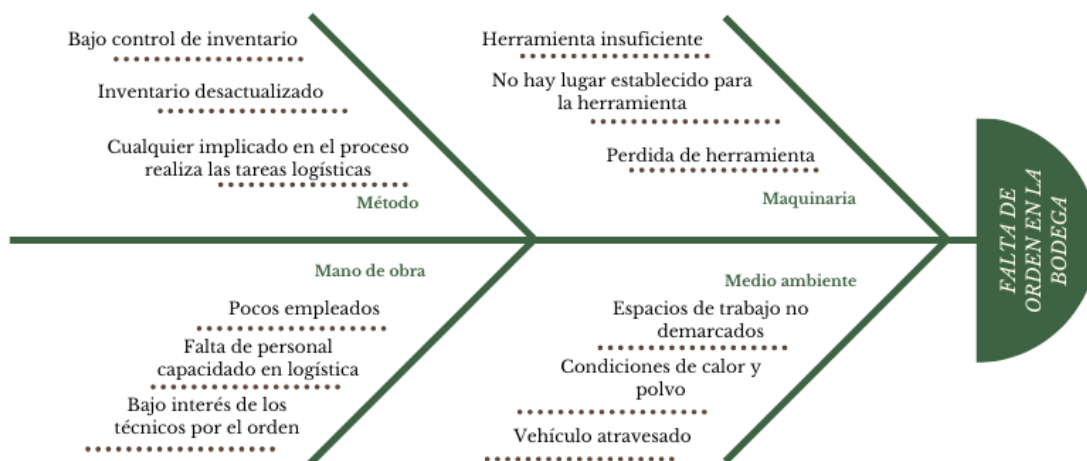 Bajo control de inventario
Inventario desactualizado
Cualquier implicado en el proceso
realiza las tareas logísticas
Método
Herramienta insuficiente
No hay lugar establecido para
la herramienta
Perdida de herramienta
Maquinaria
Mano de obra
Pocos empleados
Falta de personal
capacidado en logística
Bajo interés de los
técnicos por el orden
Medio ambiente
Espacios de trabajo no
demarcados
Condiciones de calor y
polvo
Vehículo atravesado
FALTA DE
ORDEN EN LA
BODEGA